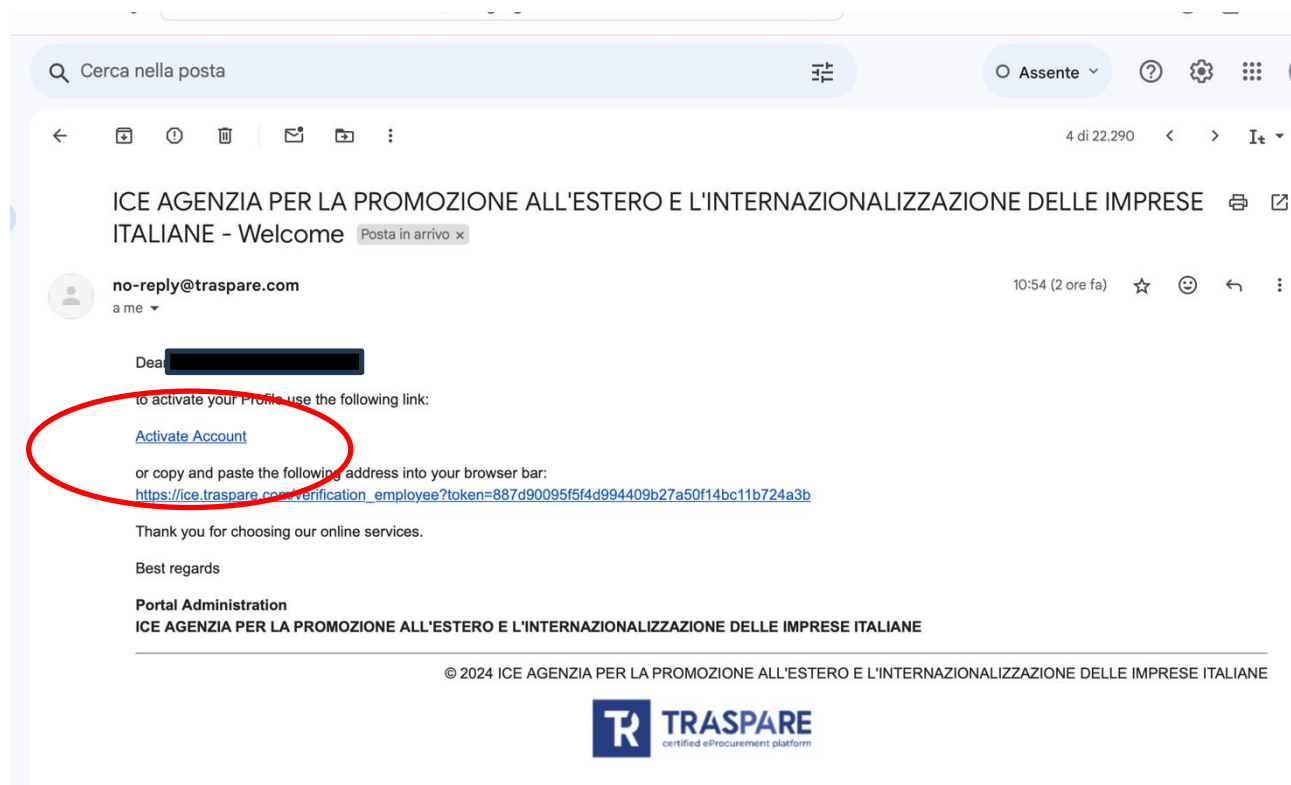 Cerca nella posta
Assente
4 di 22.290
ICE AGENZIA PER LA PROMOZIONE ALL'ESTERO E L'INTERNAZIONALIZZAZIONE DELLE IMPRESE
ITALIANE - Welcome Posta in arrivo x
no-reply@traspare.com
10:54 (2 ore fa)
a me
Dear
to activate your Profile use the following link:
Activate Account
or copy and paste the following address into your browser bar:
https://ice.traspare.com/verification_employee?token=887d90095f5f4d994409b27a50f14bc11b724a3b
Thank you for choosing our online services.
Best regards
Portal Administration
ICE AGENZIA PER LA PROMOZIONE ALL'ESTERO E L'INTERNAZIONALIZZAZIONE DELLE IMPRESE ITALIANE
© 2024 ICE AGENZIA PER LA PROMOZIONE ALL'ESTERO E L'INTERNAZIONALIZZAZIONE DELLE IMPRESE ITALIANE
TR TRASPARE
certified eProcurement platform